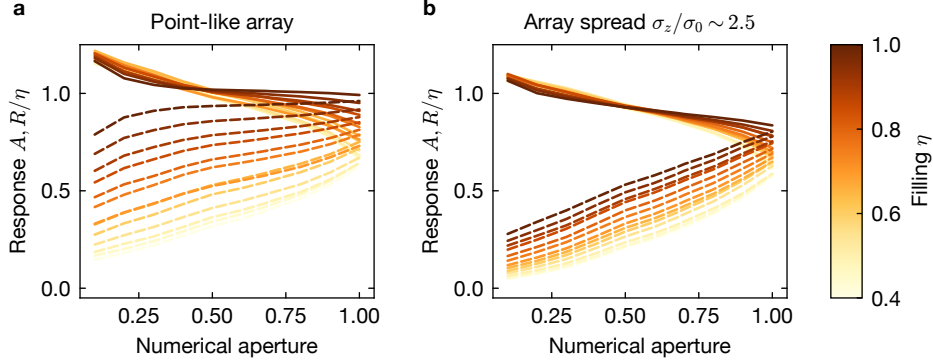 a
Point-like array
Response A, R/η
1.0
0.5
0.0
0.25
0.50
0.75
1.00
Numerical aperture
b
Array spread σz/σ0 ∼ 2.5
Response A, R/η
1.0
0.5
0.0
0.25
0.50
0.75
1.00
Numerical aperture
1.0
0.8
0.6
0.4
Filling η